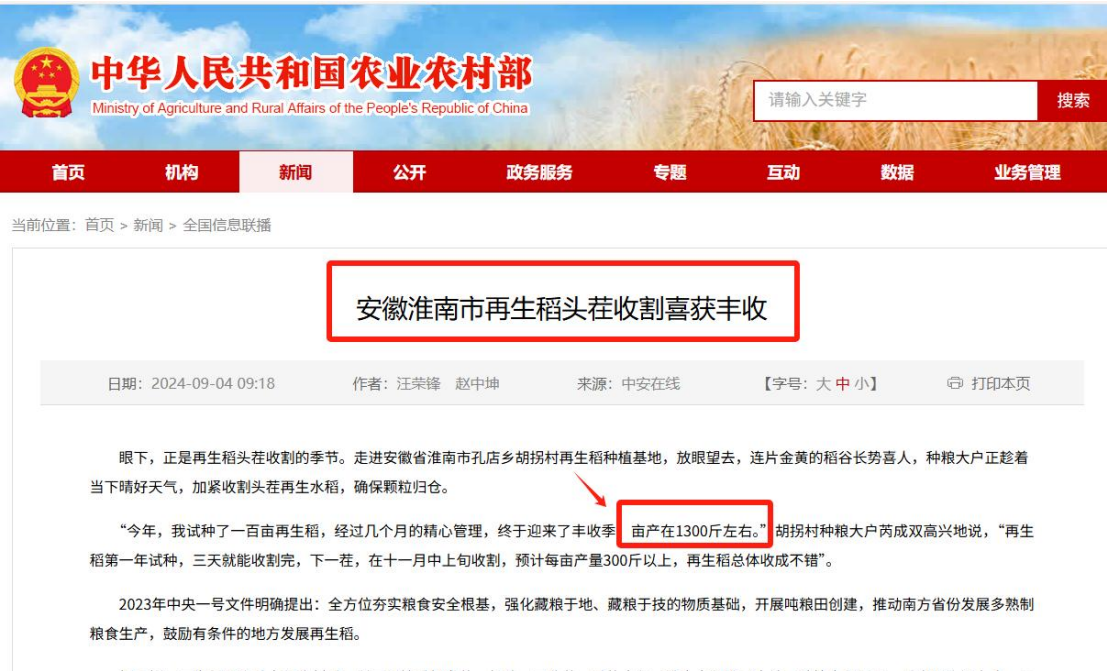 中华人民共和国农业农村部
Ministry of Agriculture and Rural Affairs of the People's Republic of China
请输入关键字 搜索
首页 机构 新闻 公开 政务服务 专题 互动 数据 业务管理
当前位置：首页 > 新闻 > 全国信息联播
安徽淮南市再生稻头茬收割喜获丰收
日期：2024-09-04 09:18 作者：汪荣锋 赵中坤 来源：中安在线 【字号：大 中 小】 打印本页
眼下，正是再生稻头茬收割的季节。走进安徽省淮南市孔店乡胡拐村再生稻种植基地，放眼望去，连片金黄的稻谷长势喜人，种粮大户正趁着
当下晴好天气，加紧收割头茬再生水稻，确保颗粒归仓。
“今年，我试种了一百亩再生稻，经过几个月的精心管理，终于迎来了丰收季 亩产在1300斤左右。”胡拐村种粮大户芮成双高兴地说，“再生
稻第一年试种，三天就能收割完，下一茬，在十一月中上旬收割，预计每亩产量300斤以上，再生稻总体收成不错”。
2023年中央一号文件明确提出：全方位夯实粮食安全根基，强化藏粮于地、藏粮于技的物质基础，开展吨粮田创建，推动南方省份发展多熟制
粮食生产，鼓励有条件的地方发展再生稻。